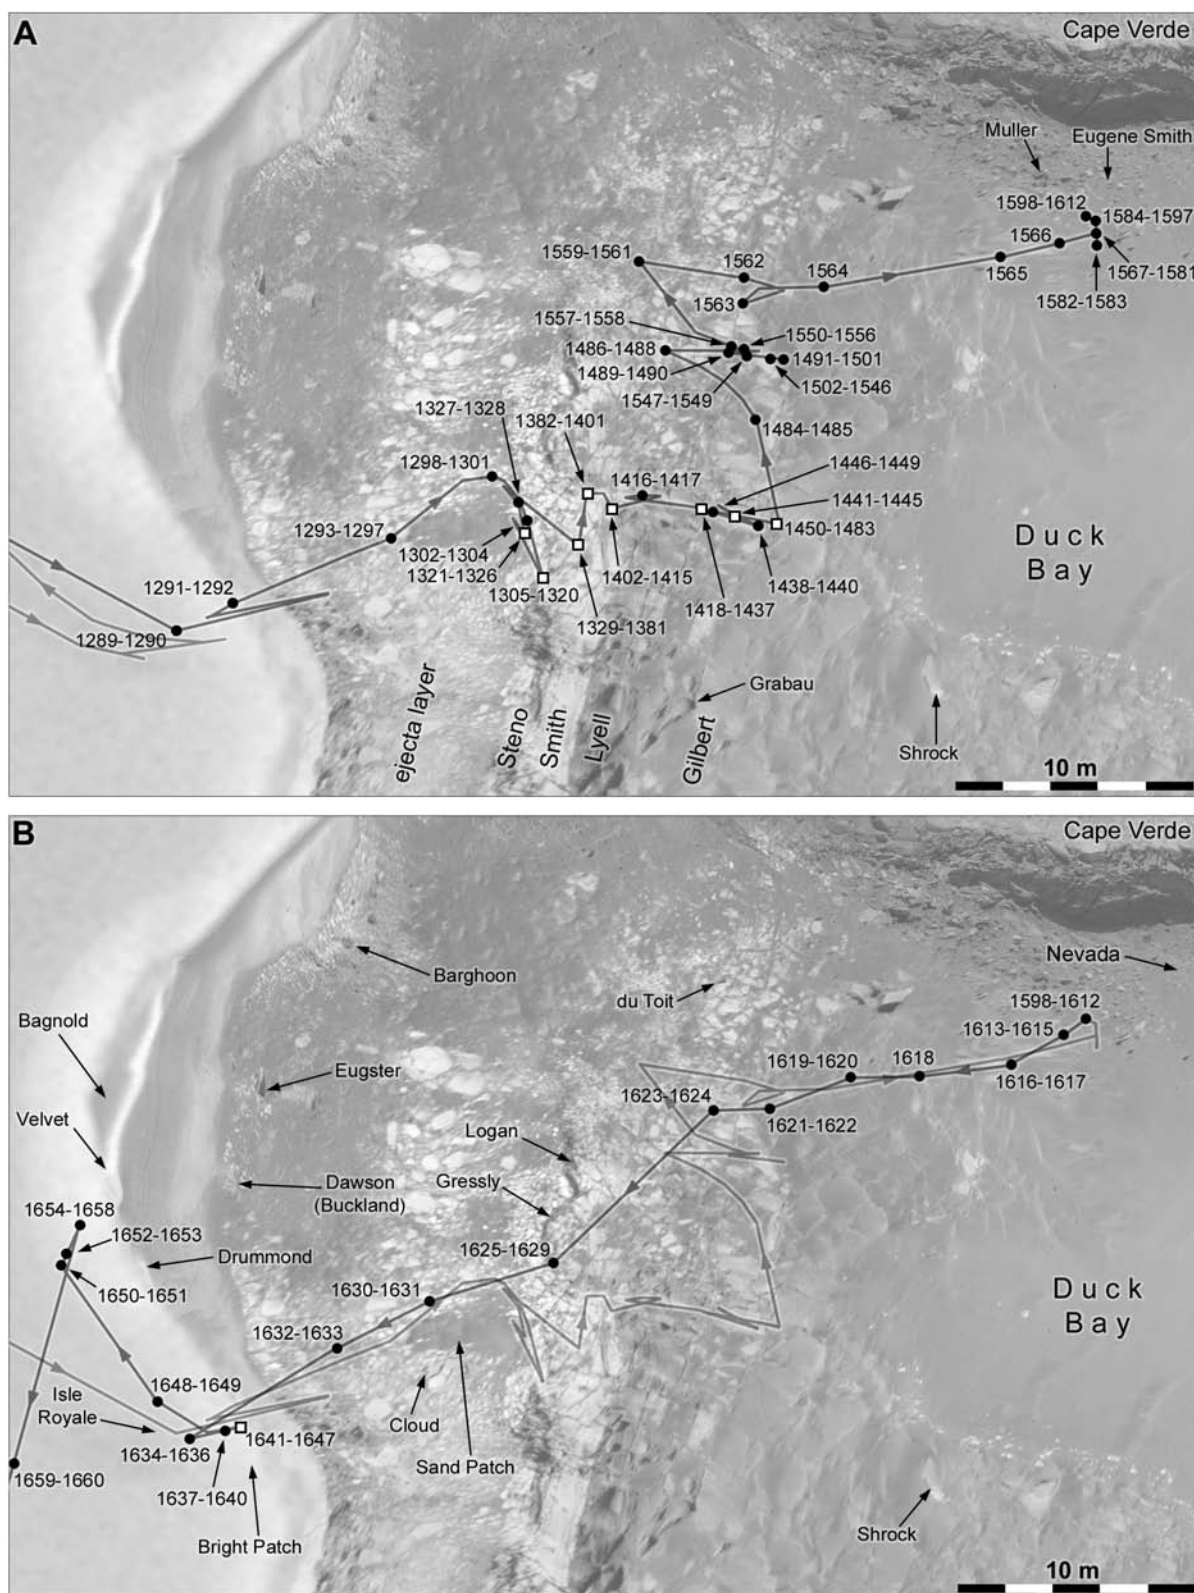 A
Cape Verde
Muller
Eugene Smith
1598-1612
1584-1597
1566
1559-1561
1562
1564
1565
1567-1581
1563
1582-1583
1557-1558
1550-1556
1486-1488
1491-1501
1489-1490
1502-1546
1547-1549
1327-1328
1382-1401
1484-1485
1298-1301
1446-1449
1416-1417
1441-1445
1293-1297
1450-1483
1302-1304
1321-1326
1402-1415
1438-1440
1305-1320
1418-1437
1291-1292
1329-1381
1289-1290
Duck
Bay
Grabau
ejecta layer
Steno
Smith
Lyell
Gilbert
Shrock
10 m
B
Cape Verde
Barghoon
Nevada
du Toit
1598-1612
Bagnold
1613-1615
Eugster
1619-1620
1618
1616-1617
1623-1624
1621-1622
Velvet
Logan
Dawson
(Buckland)
Gressly
1654-1658
1652-1653
Drummond
1625-1629
1650-1651
1630-1631
Duck
Bay
1632-1633
1648-1649
Isle
Royale
Cloud
1634-1636
1641-1647
Sand Patch
1659-1660
1637-1640
Shrock
Bright Patch
10 m